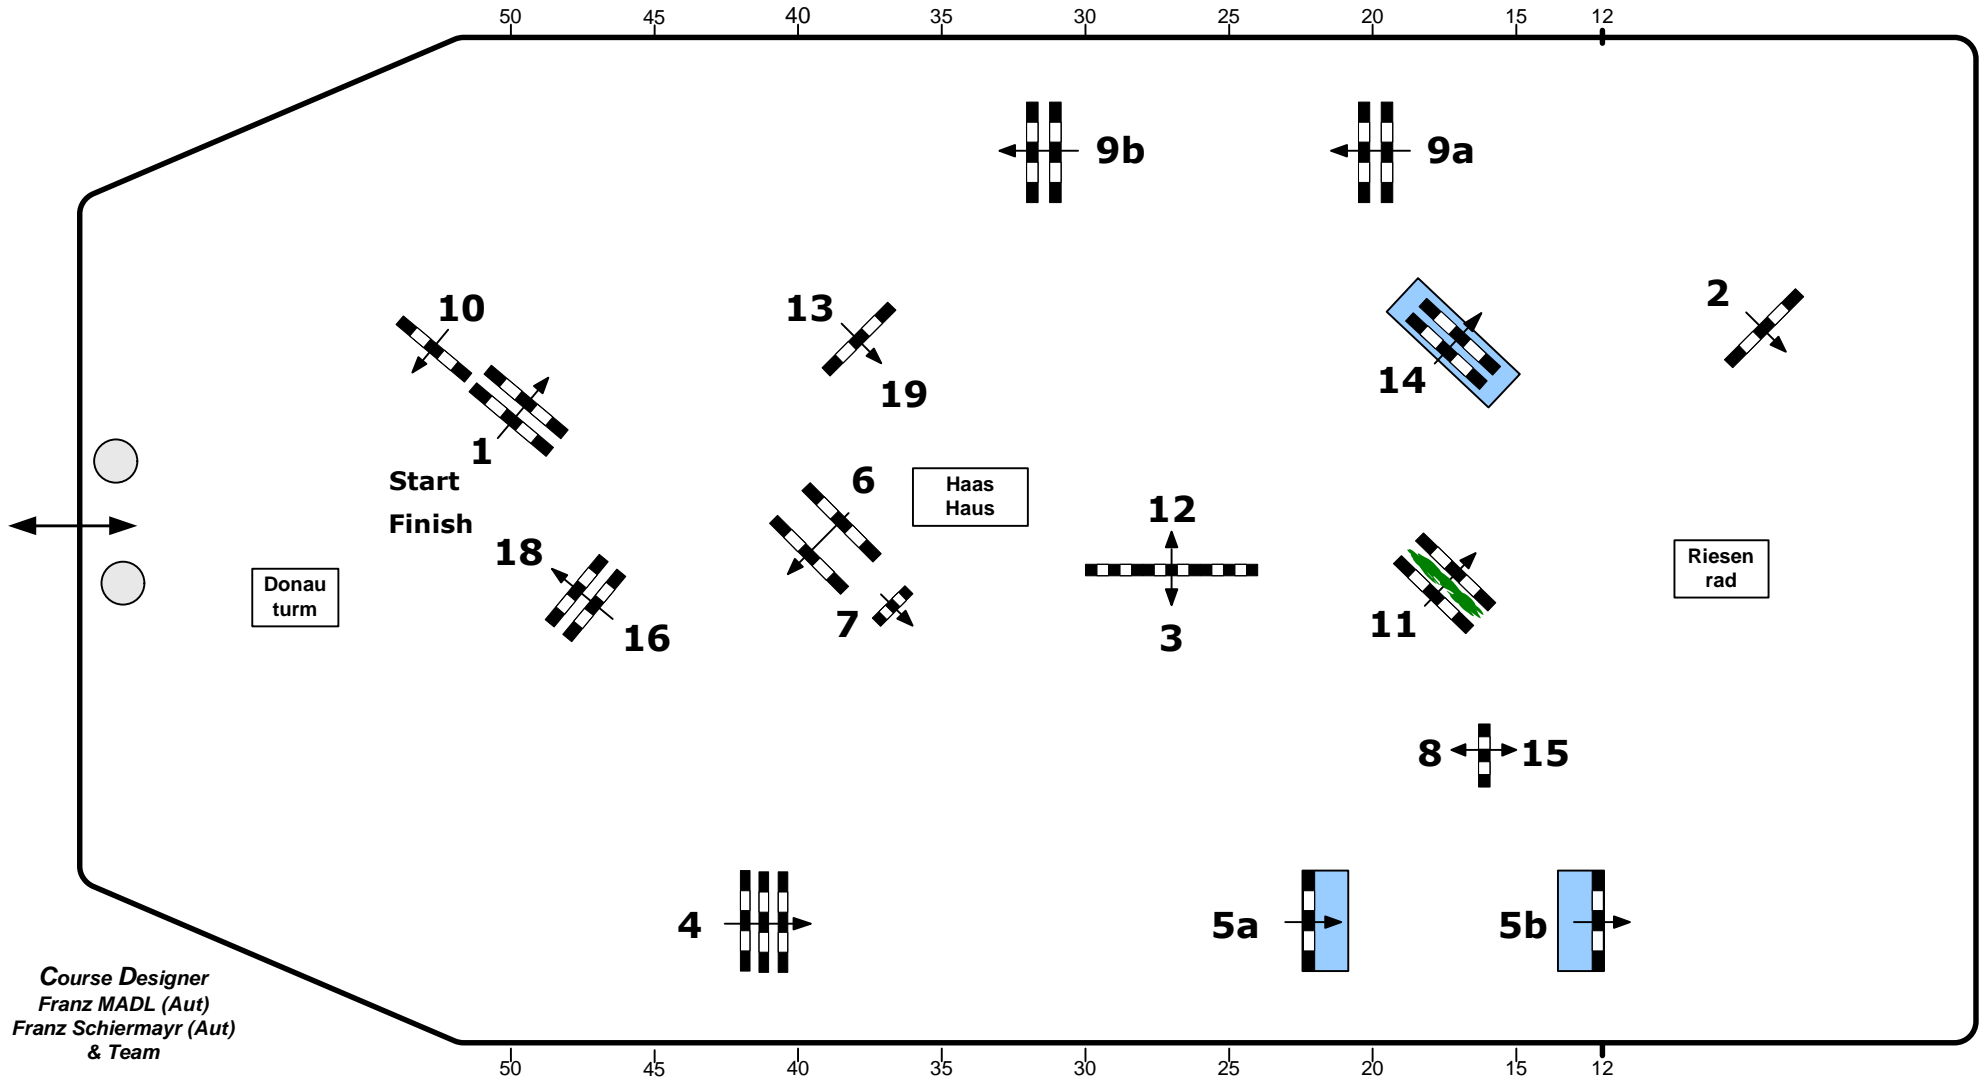 50 45 40 35 30 25 20 15 12
9b 9a
10 13 2
14
19
1
Start
6
Haas
Haus
12
Finish
18
Riesen
rad
Donau
turm
7 11
16 3
8 15
4 5a 5b
Course Designer
Franz MADL (Aut)
Franz Schiermayr (Aut)
& Team
50 45 40 35 30 25 20 15 12